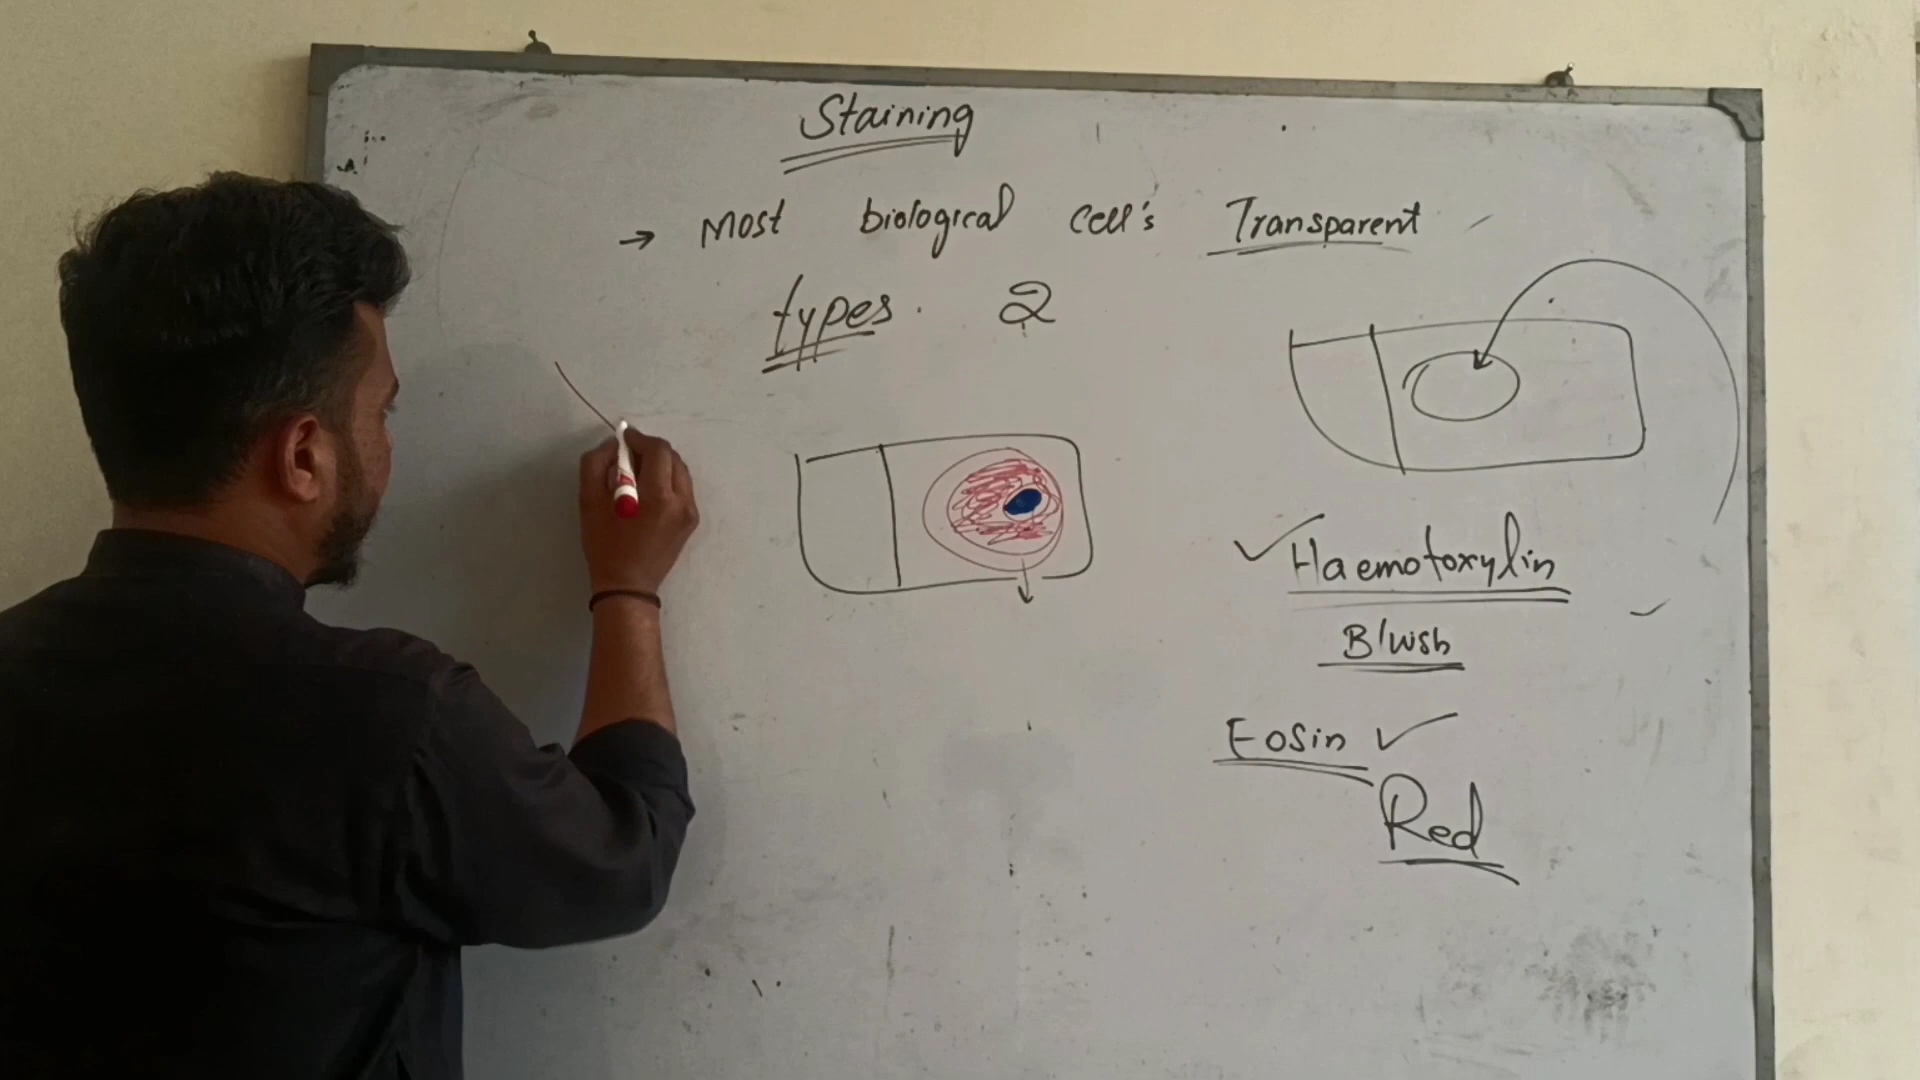 Staining
→ Most biological Cell's Transparent
types. 2
Haemotoxylin
Bluish
Eosin
Red